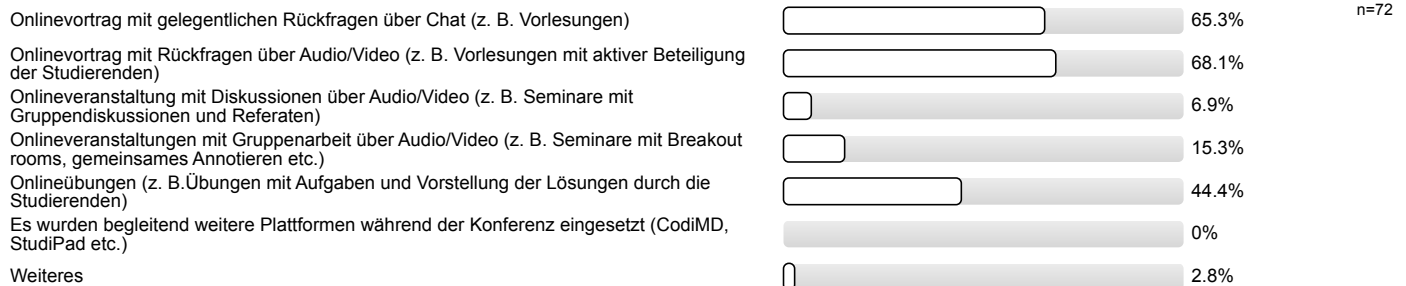 n=72
Onlinevortrag mit gelegentlichen Rückfragen über Chat (z. B. Vorlesungen) 65.3%
Onlinevortrag mit Rückfragen über Audio/Video (z. B. Vorlesungen mit aktiver Beteiligung
der Studierenden) 68.1%
Onlineveranstaltung mit Diskussionen über Audio/Video (z. B. Seminare mit
Gruppendiskussionen und Referaten) 6.9%
Onlineveranstaltungen mit Gruppenarbeit über Audio/Video (z. B. Seminare mit Breakout
rooms, gemeinsames Annotieren etc.) 15.3%
Onlineübungen (z. B.Übungen mit Aufgaben und Vorstellung der Lösungen durch die
Studierenden) 44.4%
Es wurden begleitend weitere Plattformen während der Konferenz eingesetzt (CodiMD,
StudiPad etc.) 0%
Weiteres 2.8%